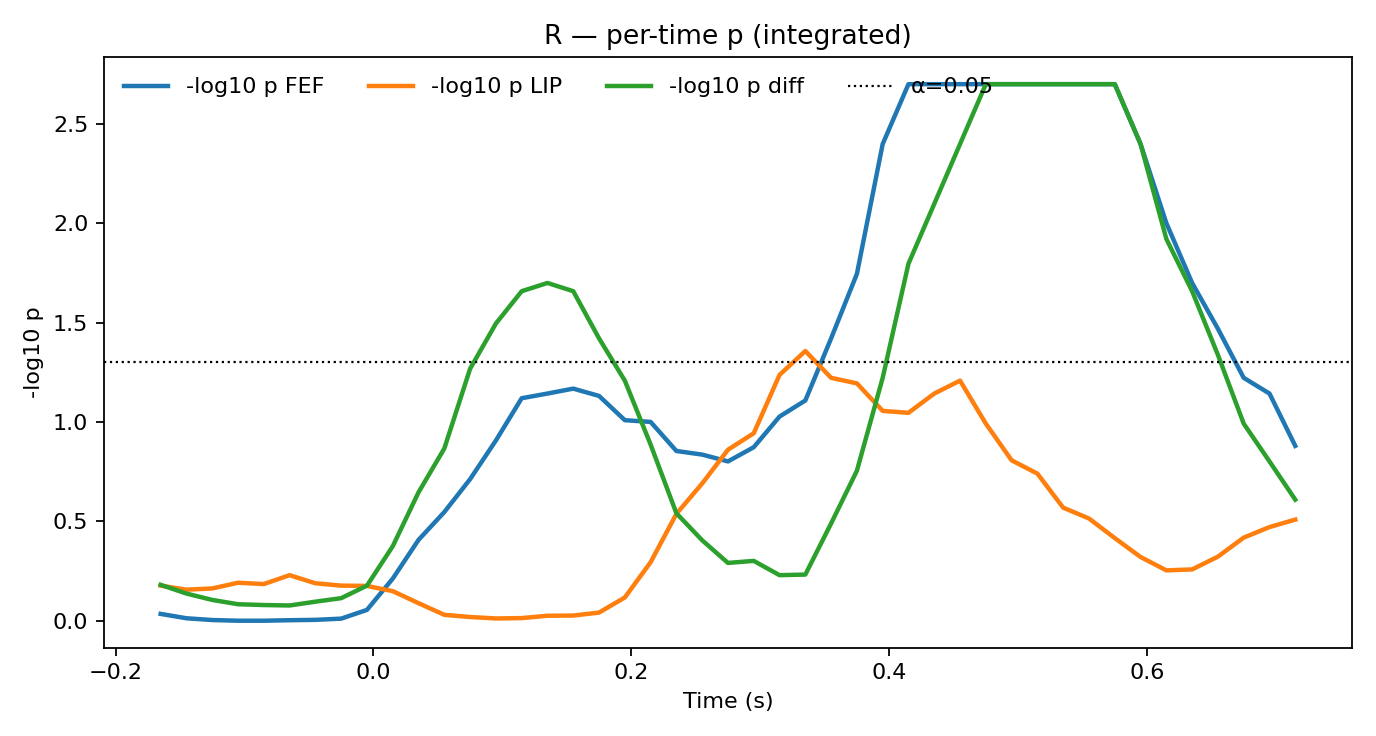 R — per-time p (integrated)
-log10 p FEF -log10 p LIP -log10 p diff α=0.05
2.5
2.0
1.5
1.0
0.5
0.0
-log10 p
−0.2 0.0 0.2 0.4 0.6
Time (s)